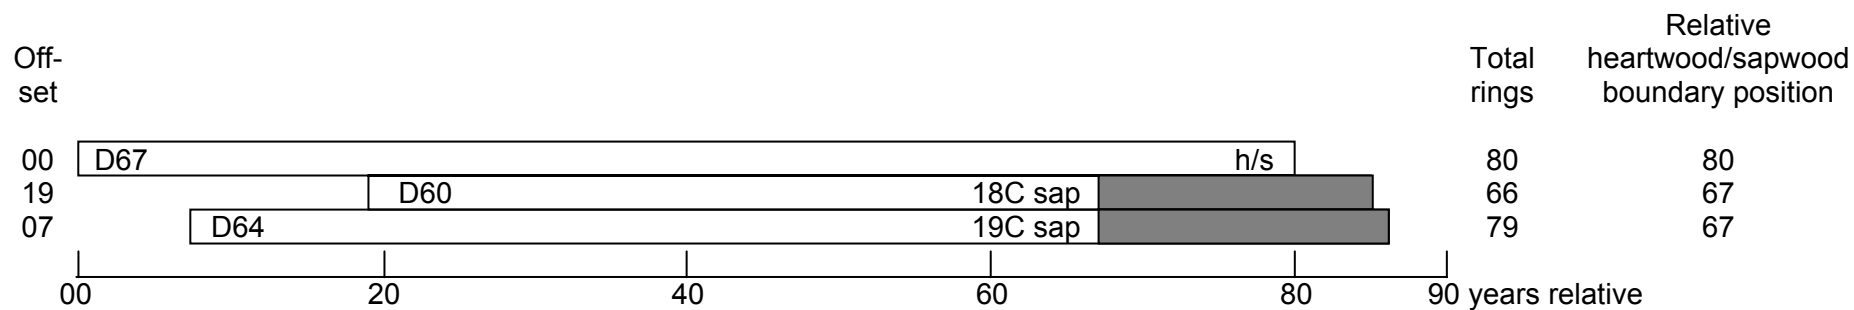 Off-
set
Total
rings
Relative
heartwood/sapwood
boundary position
00 D67 h/s 80 80
19 D60 18C sap 66 67
07 D64 19C sap 79 67
00 20 40 60 80 90 years relative